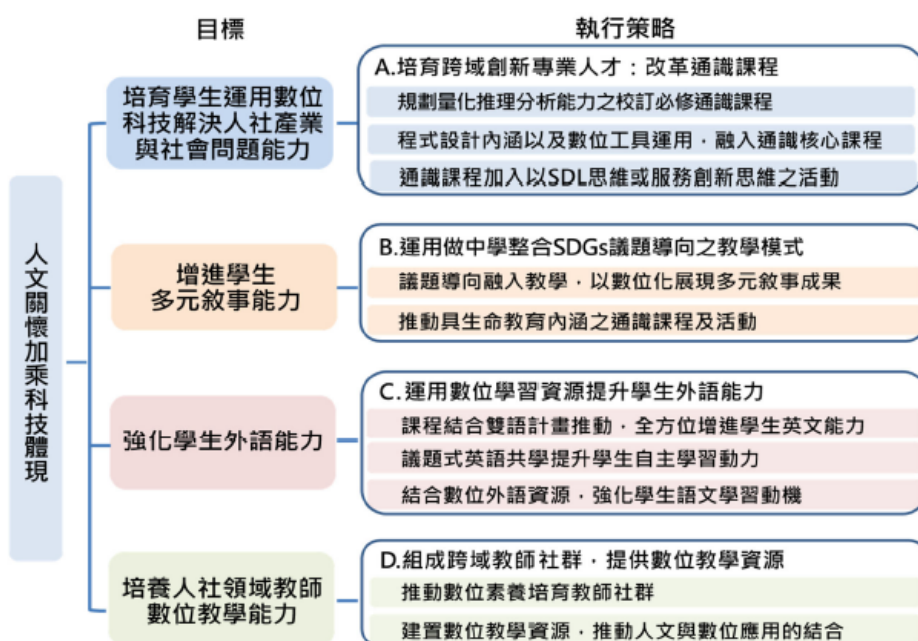 目標
執行策略
人文關懷加乘科技體現
培育學生運用數位
科技解決人社產業
與社會問題能力
A.培育跨域創新專業人才：改革通識課程
規劃量化推理分析能力之校訂必修通識課程
程式設計內涵以及數位工具運用，融入通識核心課程
通識課程加入以SDL思維或服務創新思維之活動
增進學生
多元敘事能力
B.運用做中學整合SDGs議題導向之教學模式
議題導向融入教學，以數位化展現多元敘事成果
推動具生命教育內涵之通識課程及活動
強化學生外語能力
C.運用數位學習資源提升學生外語能力
課程結合雙語計畫推動，全方位增進學生英文能力
議題式英語共學提升學生自主學習動力
結合數位外語資源，強化學生語文學習動機
培養人社領域教師
數位教學能力
D.組成跨域教師社群，提供數位教學資源
推動數位素養培育教師社群
建置數位教學資源，推動人文與數位應用的結合